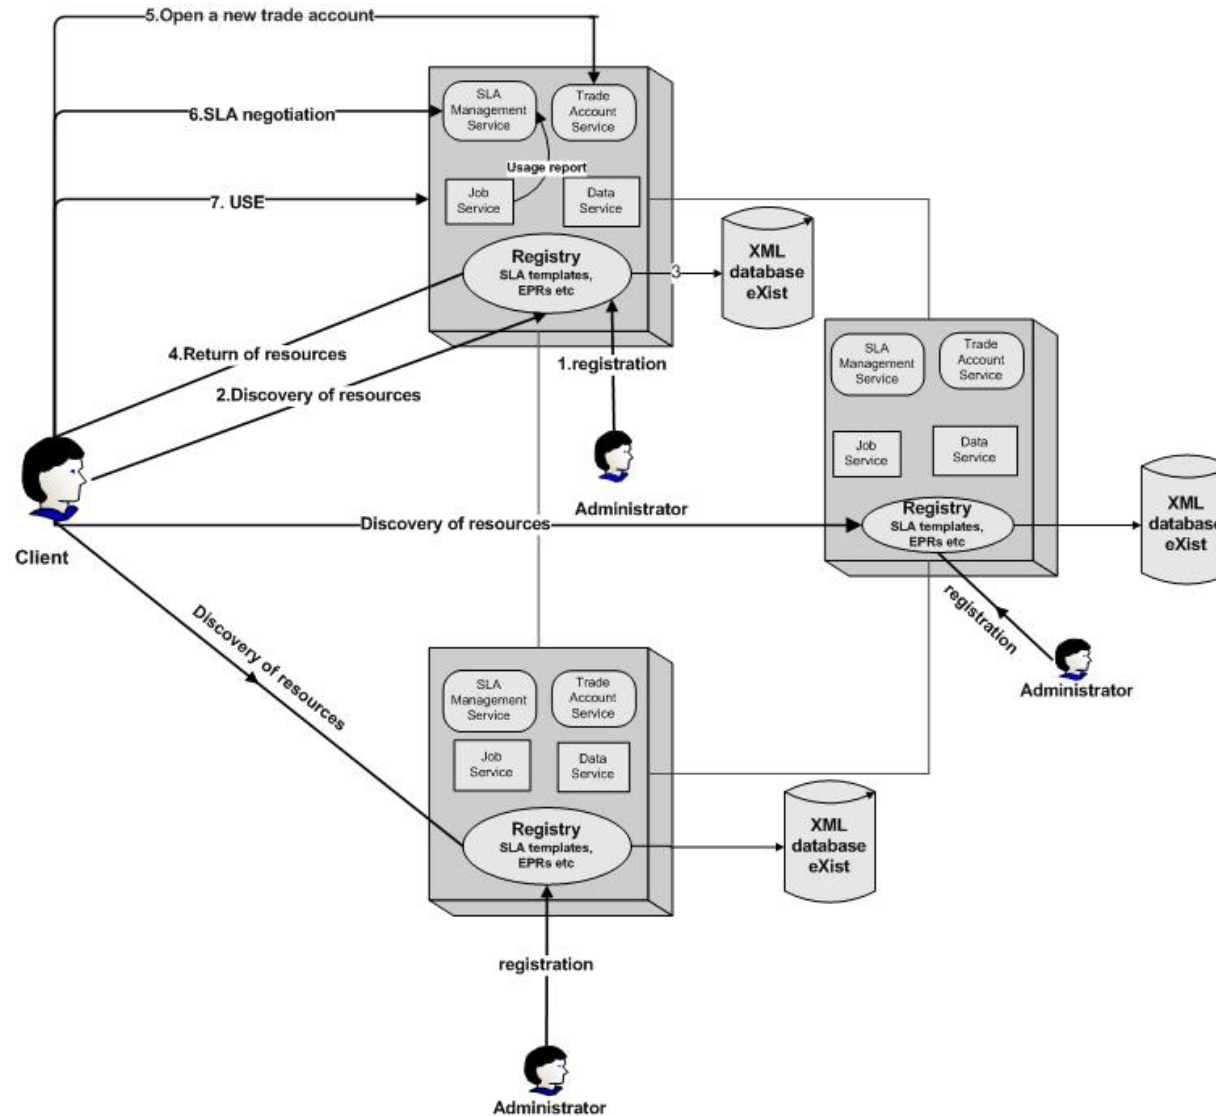 5.Open a new trade account
SLA
Management
Service
Trade
Account
Service
6.SLA negotiation
Usage report
Job
Service
Data
Service
7. USE
Registry
SLA templates,
EPRs etc
3
XML
database
eXist
4.Return of resources
2.Discovery of resources
1.registration
Administrator
Client
SLA
Management
Service
Trade
Account
Service
Job
Service
Data
Service
Discovery of resources
Registry
SLA templates,
EPRs etc
XML
database
eXist
registration
Administrator
Discovery of resources
SLA
Management
Service
Trade
Account
Service
Job
Service
Data
Service
Registry
SLA templates,
EPRs etc
XML
database
eXist
registration
Administrator